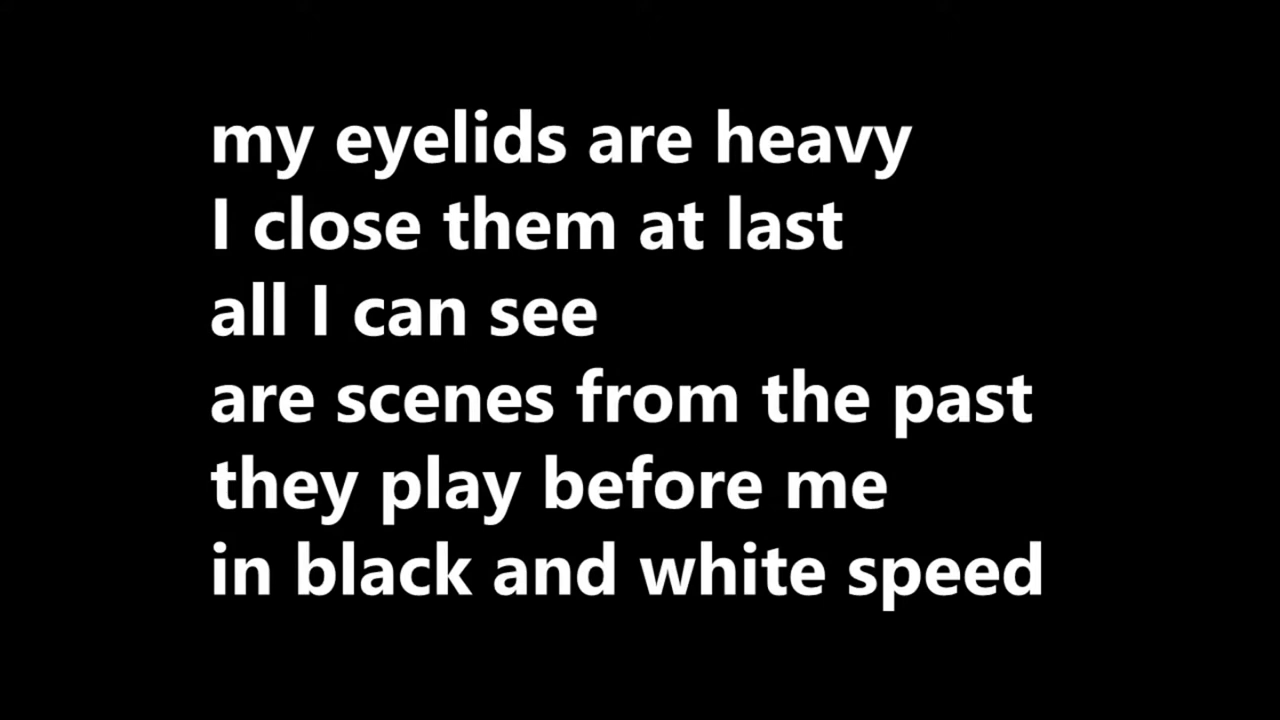 my eyelids are heavy
I close them at last
all I can see
are scenes from the past
they play before me
in black and white speed